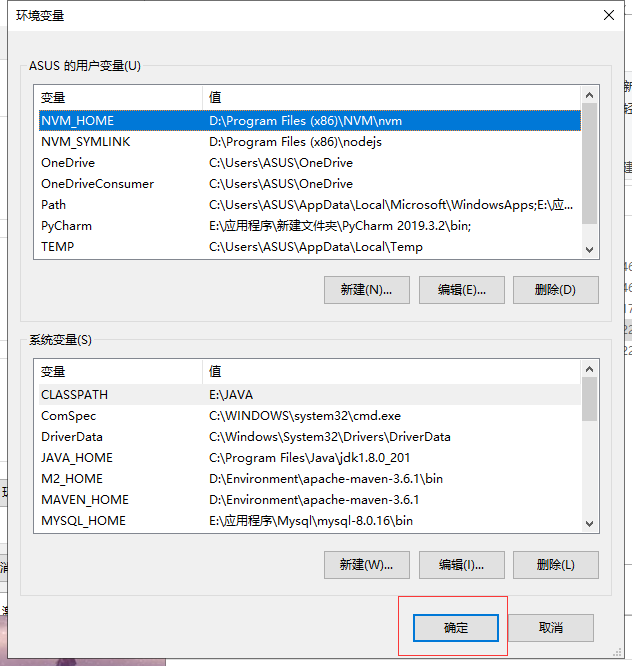 环境变量
ASUS 的用户变量(U)
变量 值
NVM_HOME D:\Program Files (x86)\NVM\nvm
NVM_SYMLINK D:\Program Files (x86)\nodejs
OneDrive C:\Users\ASUS\OneDrive
OneDriveConsumer C:\Users\ASUS\OneDrive
Path C:\Users\ASUS\AppData\Local\Microsoft\WindowsApps;E:\应...
PyCharm E:\应用程序\新建文件夹\PyCharm 2019.3.2\bin;
TEMP C:\Users\ASUS\AppData\Local\Temp
新建(N)... 编辑(E)... 删除(D)
系统变量(S)
变量 值
CLASSPATH E:\JAVA
ComSpec C:\WINDOWS\system32\cmd.exe
DriverData C:\Windows\System32\Drivers\DriverData
JAVA_HOME C:\Program Files\Java\jdk1.8.0_201
M2_HOME D:\Environment\apache-maven-3.6.1\bin
MAVEN_HOME D:\Environment\apache-maven-3.6.1
MYSQL_HOME E:\应用程序\Mysql\mysql-8.0.16\bin
新建(W)... 编辑(I)... 删除(L)
确定 取消